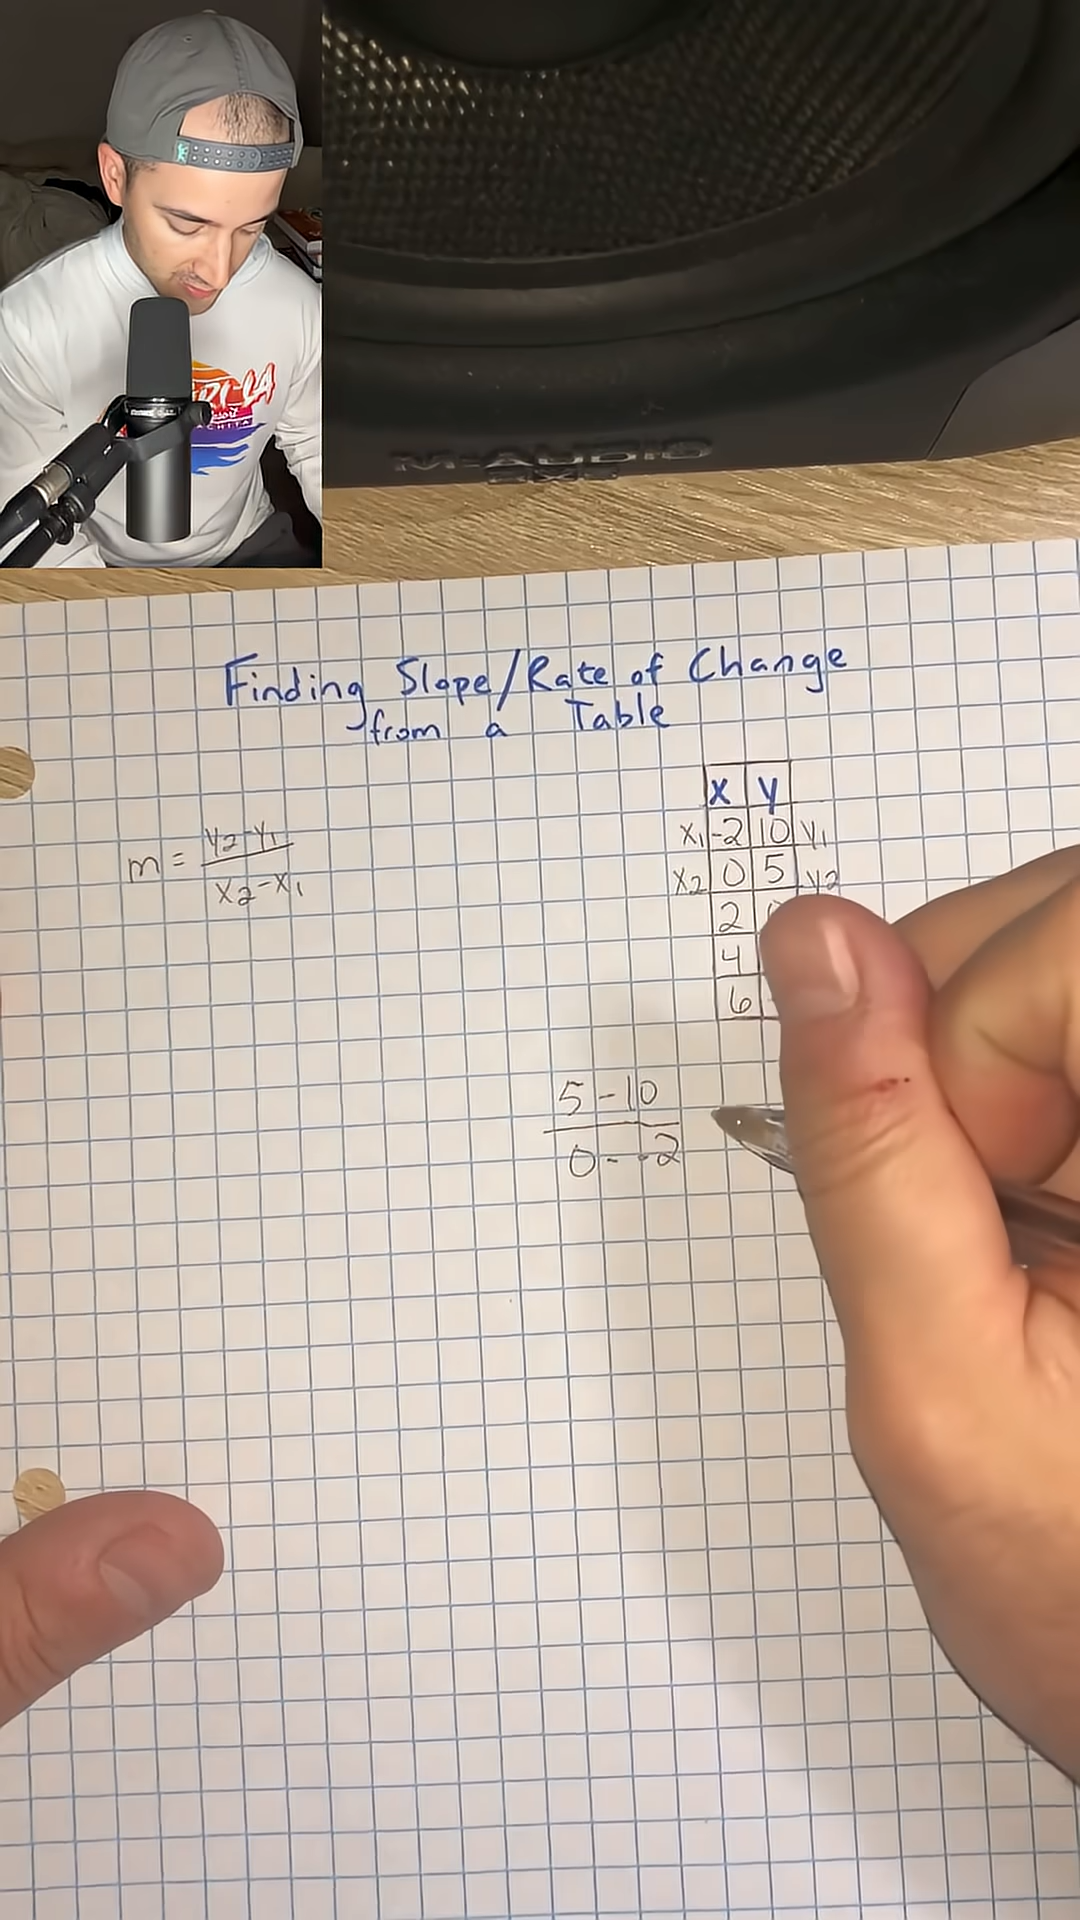 M-AUDIO
Finding Slope/Rate of Change
from a Table
x y
x₁ -2 10 y₁
x₂ 0 5 y₂
2
4
6
m = y₂-y₁
x₂-x₁
5-10
0--2